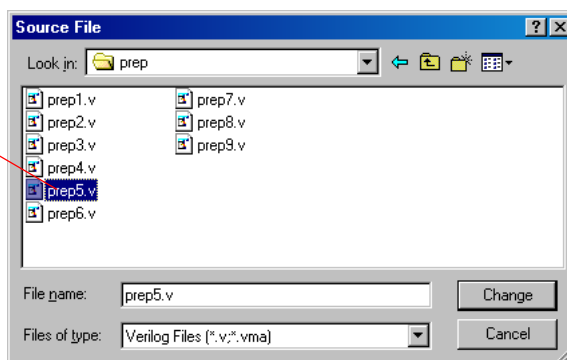 Source File
Look in: prep
prep1.v
prep2.v
prep3.v
prep4.v
prep5.v
prep6.v
prep7.v
prep8.v
prep9.v
File name: prep5.v Change
Files of type: Verilog Files (*.v;*.vma) Cancel